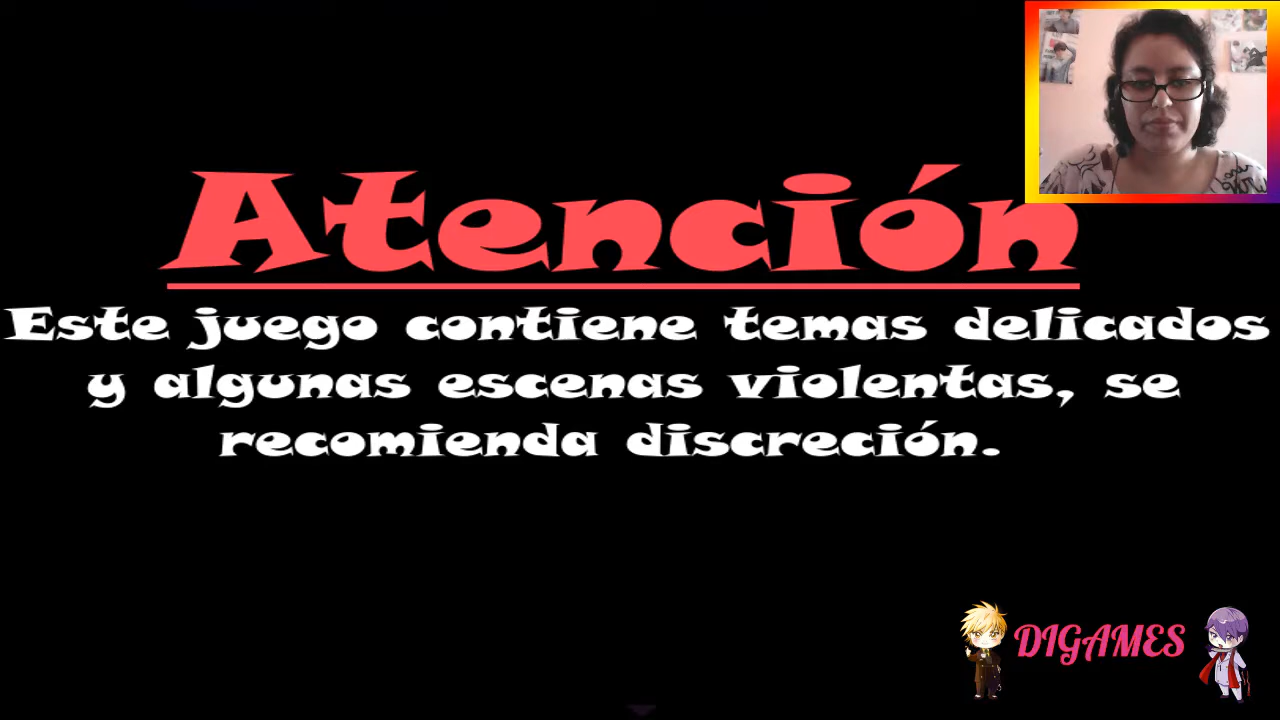 Atención
Este juego contiene temas delicados
y algunas escenas violentas, se
recomienda discreción.
DIGAMES